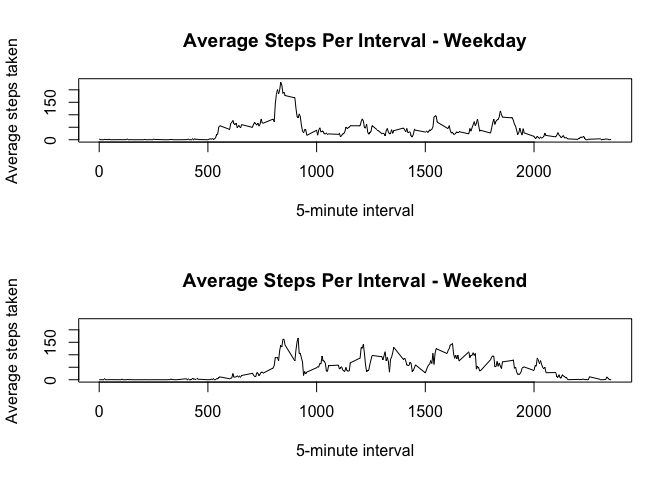 Average Steps Per Interval - Weekday
Average steps taken
150
0
0 500 1000 1500 2000
5-minute interval
Average Steps Per Interval - Weekend
Average steps taken
150
0
0 500 1000 1500 2000
5-minute interval